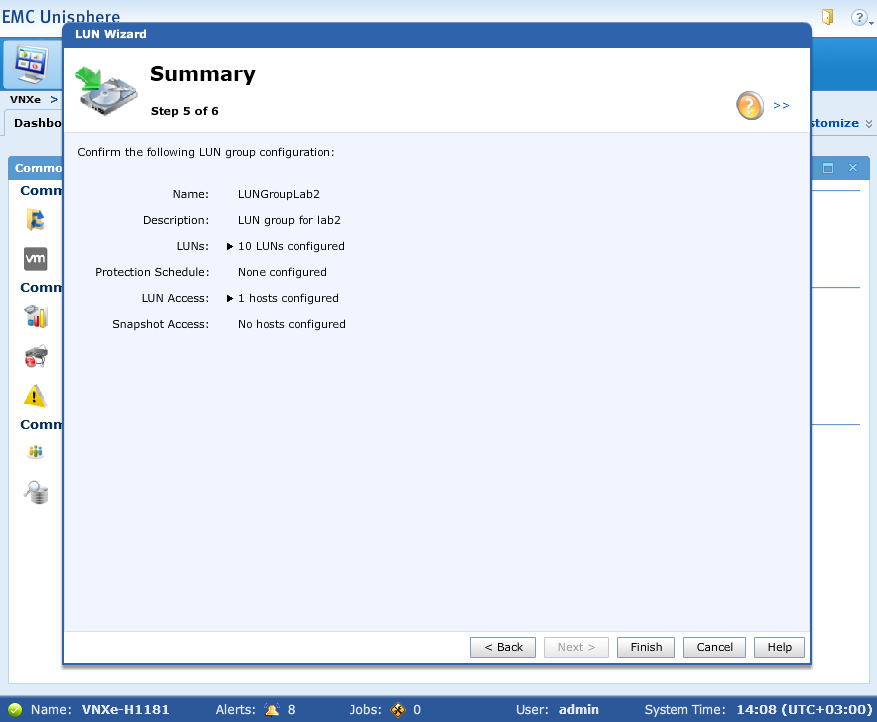 EMC Unisphere
LUN Wizard
Summary
Step 5 of 6
>>
VNXe >
Dashbo
stomize
Confirm the following LUN group configuration:
Commo
Comm
Name: LUNGroupLab2
Description: LUN group for lab2
LUNs: 10 LUNs configured
vm
Protection Schedule: None configured
Comm
LUN Access: 1 hosts configured
Snapshot Access: No hosts configured
Comm
< Back Next > Finish Cancel Help
Name: VNXe-H1181 Alerts: 8 Jobs: 0 User: admin System Time: 14:08 (UTC+03:00)